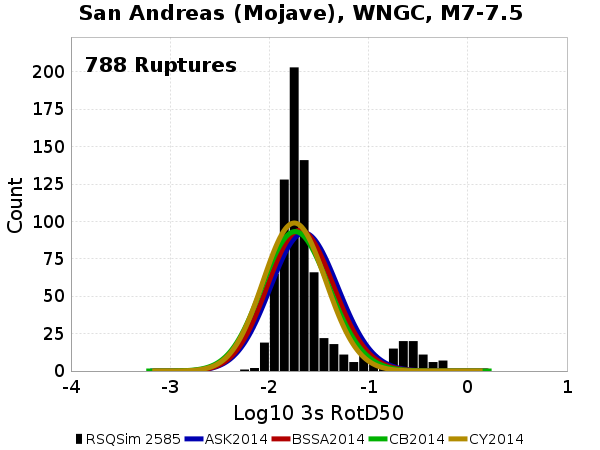 San Andreas (Mojave), WNGC, M7-7.5
788 Ruptures
200
175
150
125
100
75
50
25
0
Count
-4 -3 -2 -1 0 1
Log10 3s RotD50
RSQSim 2585 ASK2014 BSSA2014 CB2014 CY2014